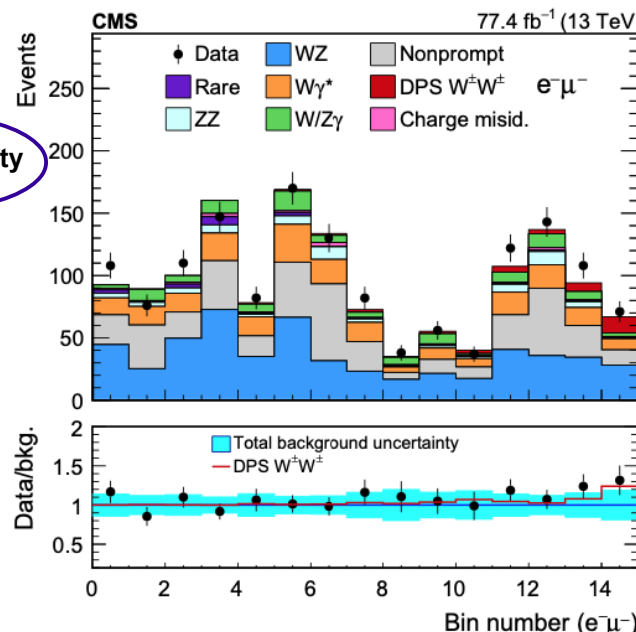 CMS 77.4 fb⁻¹ (13 TeV
Events
Data WZ Nonprompt
Rare Wγ* DPS W±W± e⁻μ⁻
ZZ W/Zγ Charge misid.
ty
250
200
150
100
50
0
Data/bkg.
2
1.5
1
0.5
Total background uncertainty
DPS W±W±
0 2 4 6 8 10 12 14
Bin number (e⁻μ⁻)